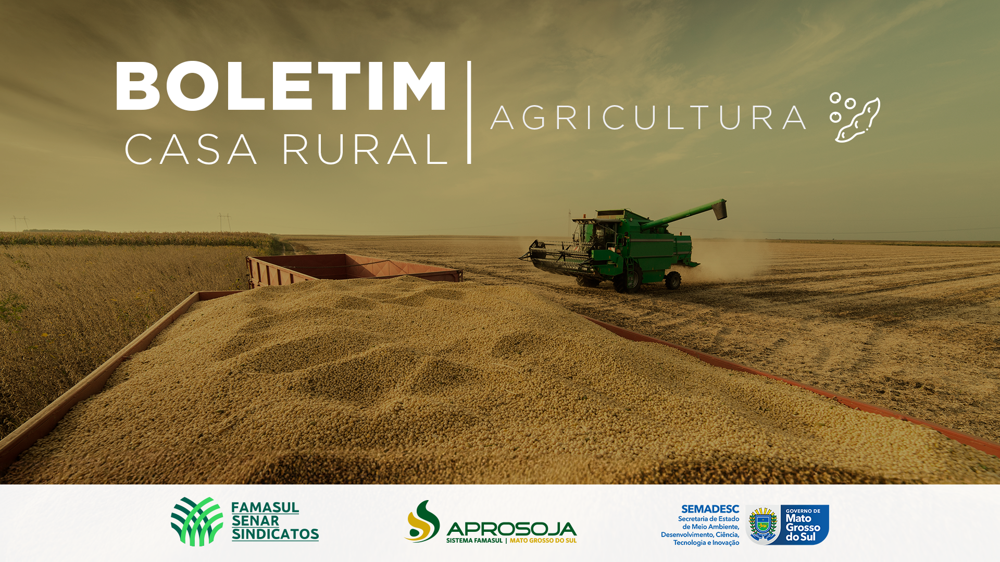 BOLETIM
CASA RURAL
AGRICULTURA
FAMASUL
SENAR
SINDICATOS
APROSOJA
SISTEMA FAMASUL | MATO GROSSO DO SUL
SEMADESC
Secretaria de Estado
de Meio Ambiente,
Desenvolvimento, Ciência,
Tecnologia e Inovação
GOVERNO DE
Mato
Grosso
do Sul